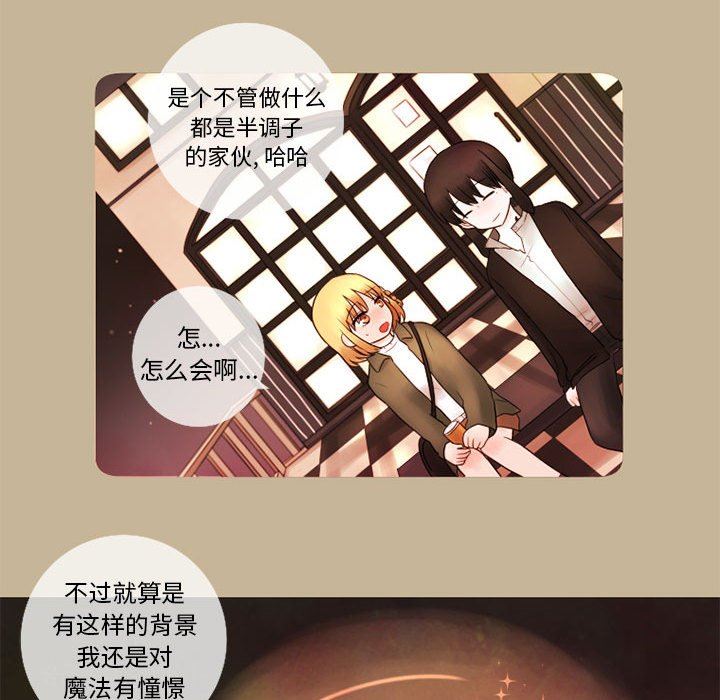 是个不管做什么
都是半调子
的家伙, 哈哈
怎...
怎么会啊...
不过就算是
有这样的背景
我还是对
魔法有憧憬